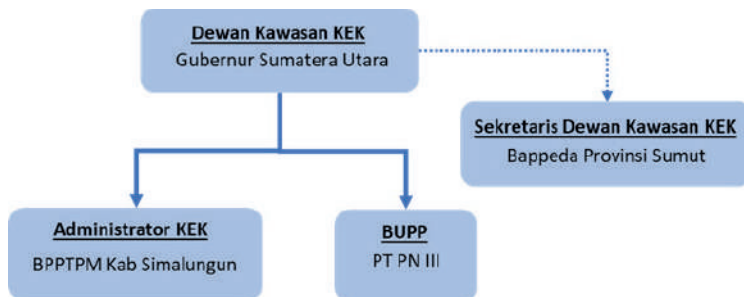 Dewan Kawasan KEK
Gubernur Sumatera Utara
Sekretaris Dewan Kawasan KEK
Bappeda Provinsi Sumut
Administrator KEK
BPPTPM Kab Simalungun
BUPP
PT PN III